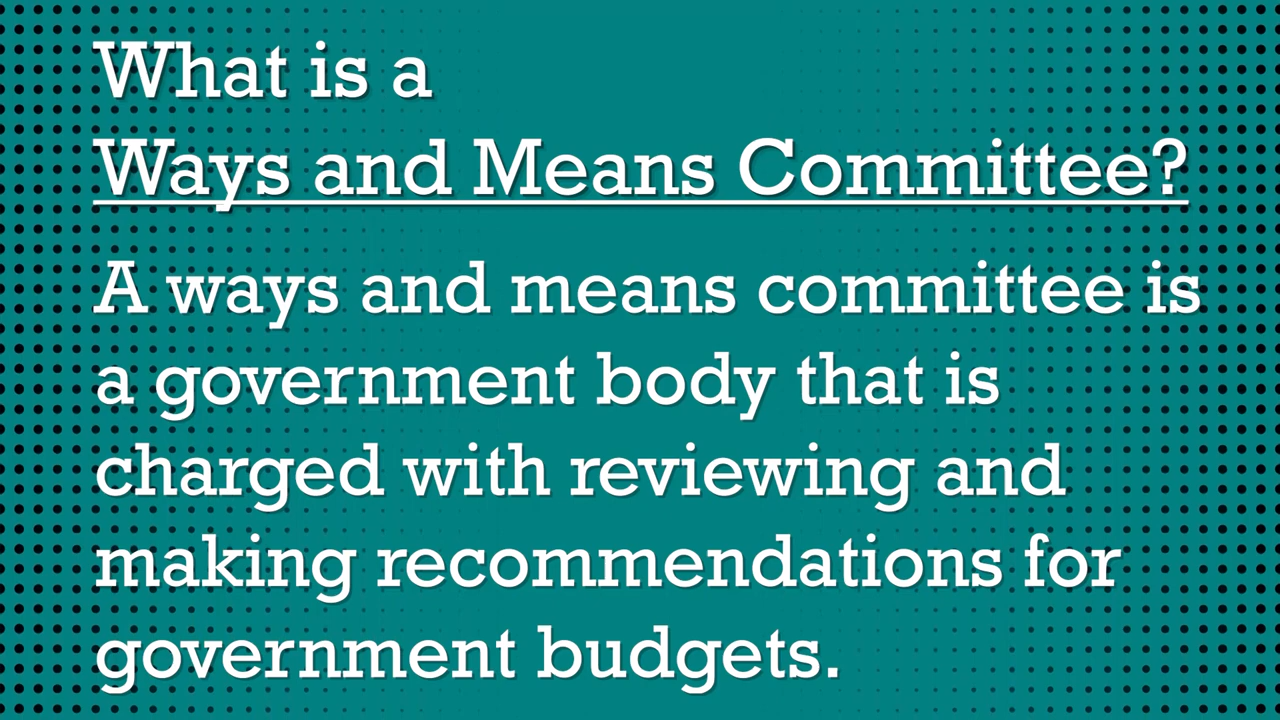 What is a
Ways and Means Committee?
A ways and means committee is
a government body that is
charged with reviewing and
making recommendations for
government budgets.